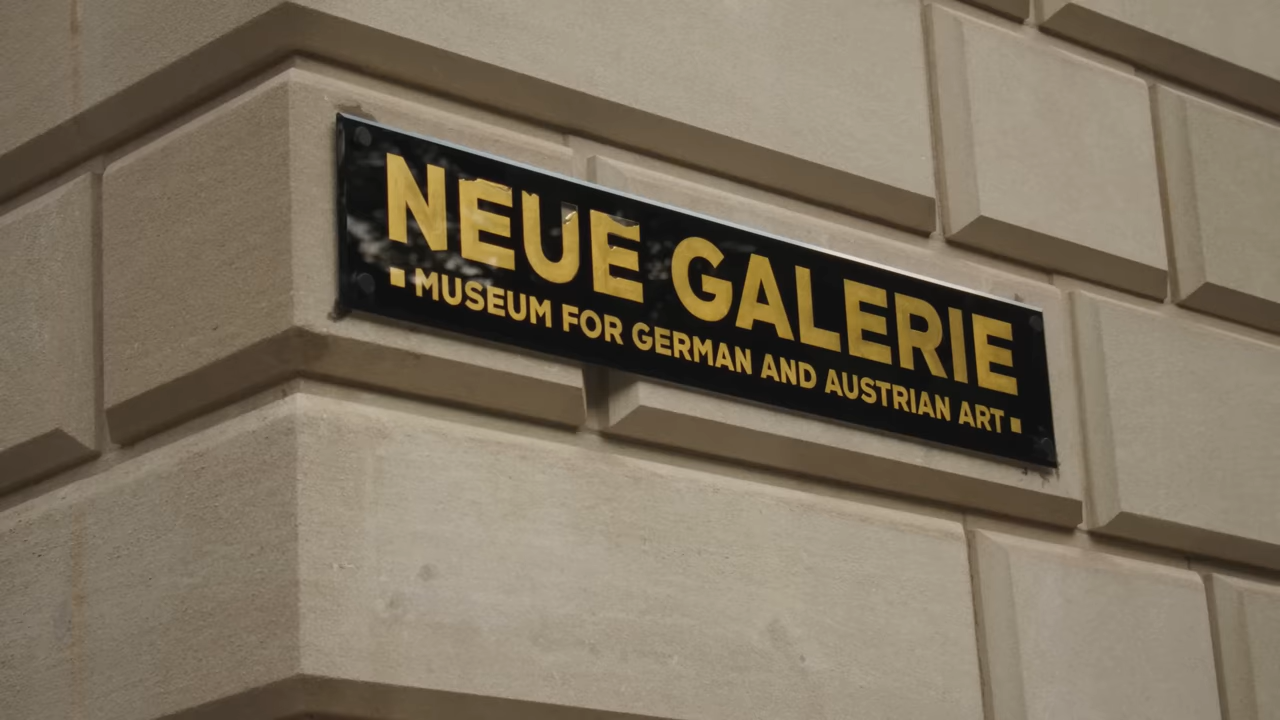 NEUE GALERIE
▪ MUSEUM FOR GERMAN AND AUSTRIAN ART ▪